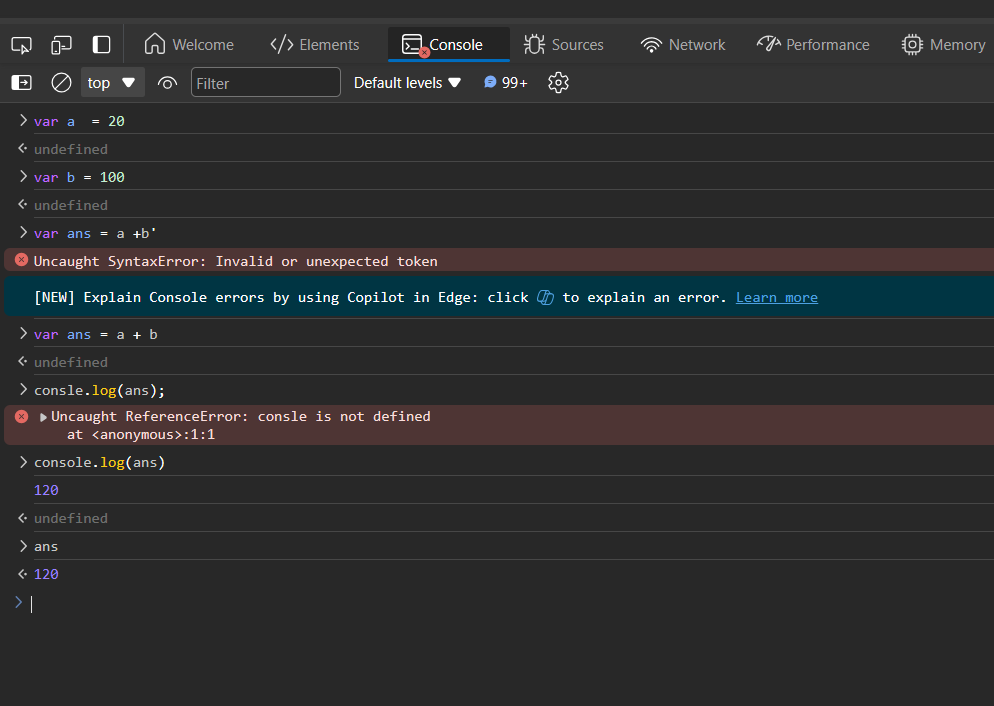 Welcome Elements Console Sources Network Performance Memory
top Filter Default levels 99+
var a  = 20
undefined
var b = 100
undefined
var ans = a +b'
Uncaught SyntaxError: Invalid or unexpected token
[NEW] Explain Console errors by using Copilot in Edge: click to explain an error. Learn more
var ans = a + b
undefined
consle.log(ans);
Uncaught ReferenceError: consle is not defined
at <anonymous>:1:1
console.log(ans)
120
undefined
ans
120